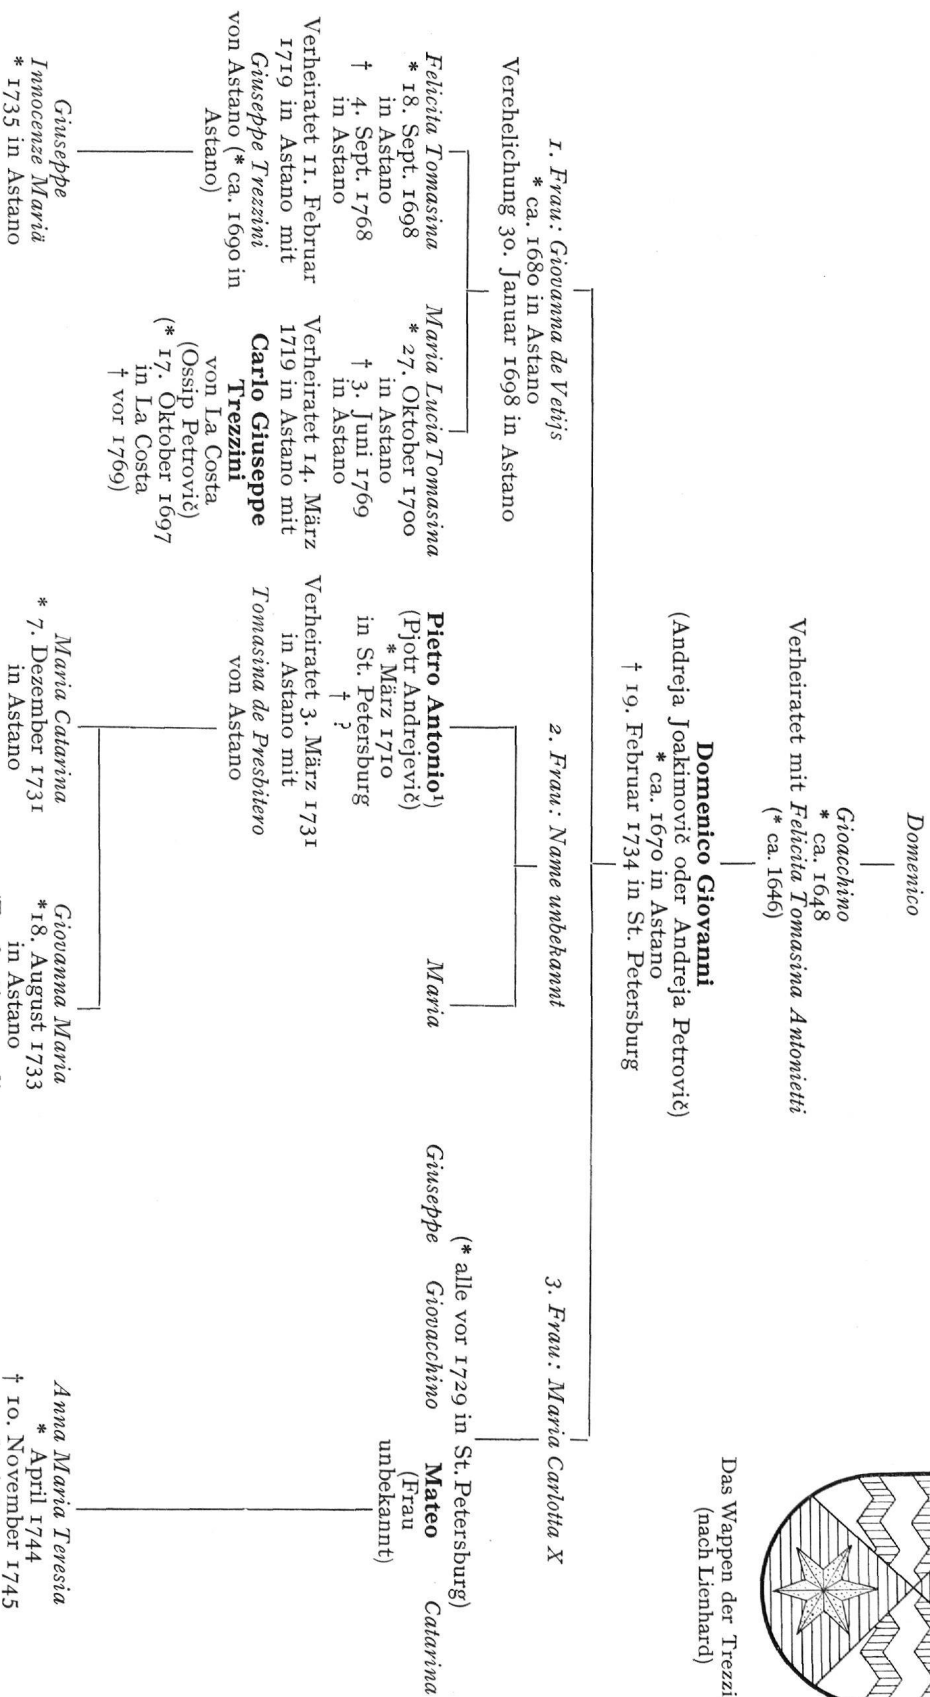 Domenico
Gioacchino
* ca. 1648
Verheiratet mit Felicita Tomasina Antonietti
(* ca. 1646)
Domenico Giovanni
(Andreja Joakimovič oder Andreja Petrovič)
* ca. 1670 in Astano
† 19. Februar 1734 in St. Petersburg
Das Wappen der Trezzi
(nach Lienhard)
1. Frau: Giovanna de Vetijs
* ca. 1680 in Astano
Verehelichung 30. Januar 1698 in Astano
2. Frau: Name unbekannt
3. Frau: Maria Carlotta X
(* alle vor 1729 in St. Petersburg)
Felicita Tomasina
* 18. Sept. 1698
in Astano
† 4. Sept. 1768
in Astano
Verheiratet 11. Februar
1719 in Astano mit
Giuseppe Trezzini
von Astano (* ca. 1690 in
Astano)
Maria Lucia Tomasina
* 27. Oktober 1700
in Astano
† 3. Juni 1769
in Astano
Verheiratet 14. März
1719 in Astano mit
Carlo Giuseppe
Trezzini
von La Costa
(Ossip Petrovič)
(* 17. Oktober 1697
in La Costa
† vor 1769)
Pietro Antonio¹)
(Pjotr Andrejevič)
* März 1710
in St. Petersburg
† ?
Verheiratet 3. März 1731
in Astano mit
Tomasina de Presbitero
von Astano
Maria
Giuseppe
Giovacchino
Mateo
(Frau
unbekannt)
Catarina
Giuseppe
Innocenze Mariä
* 1735 in Astano
Maria Catarina
* 7. Dezember 1731
in Astano
Giovanna Maria
*18. August 1733
in Astano
Anna Maria Teresia
* April 1744
† 10. November 1745